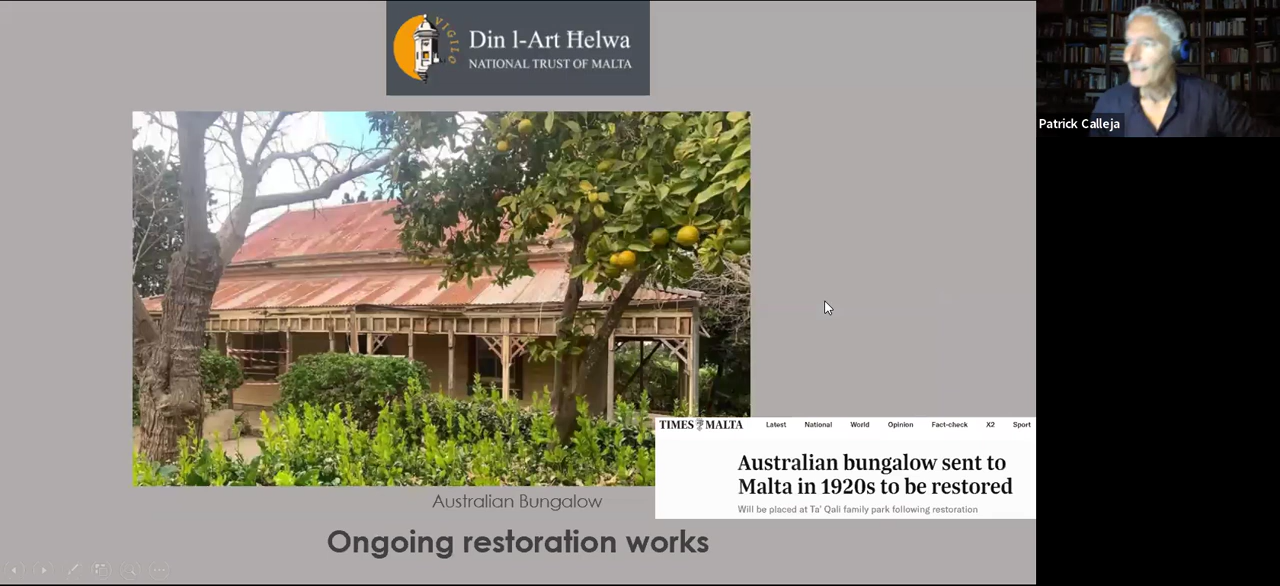 VIGILO
Din l-Art Ħelwa
NATIONAL TRUST OF MALTA
Patrick Calleja
TIMES MALTA
Latest National World Opinion Fact-check X2 Sport
Australian bungalow sent to
Malta in 1920s to be restored
Will be placed at Ta' Qali family park following restoration
Australian Bungalow
Ongoing restoration works